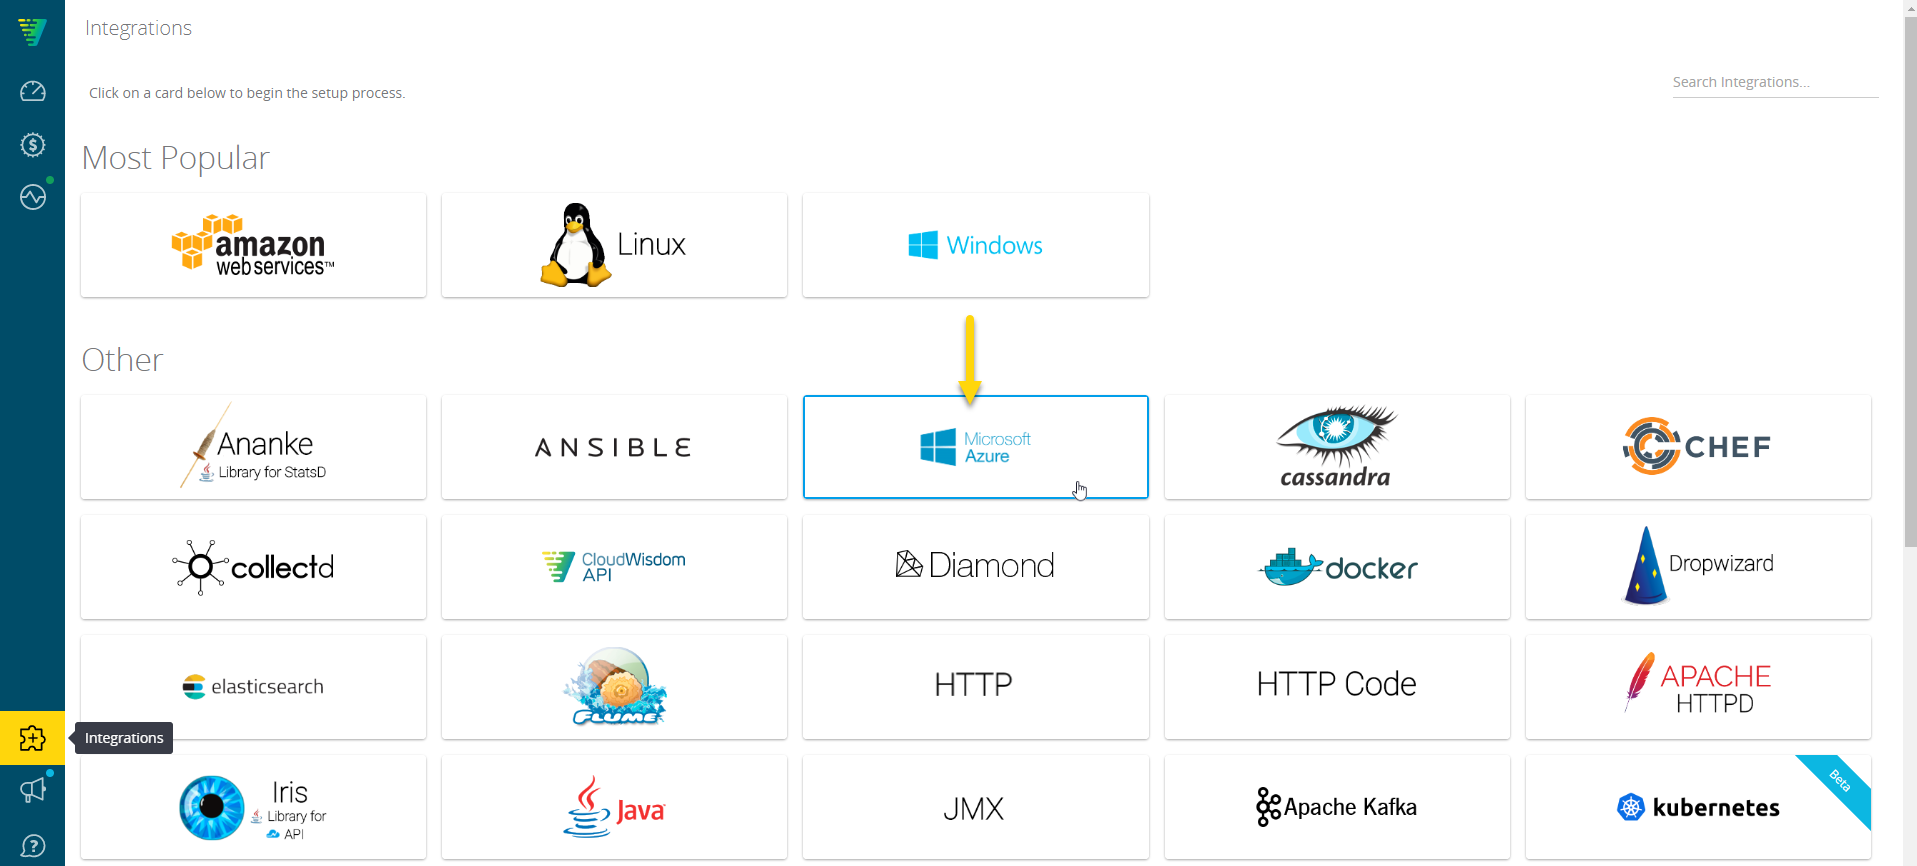 Integrations
Search Integrations...
Click on a card below to begin the setup process.
Most Popular
amazon
web services™
Linux
Windows
Other
Ananke
Library for StatsD
ANSIBLE
Microsoft
Azure
cassandra
CHEF
collectd
CloudWisdom
API
Diamond
docker
Dropwizard
elasticsearch
FLUME
HTTP
HTTP Code
APACHE
HTTPD
Integrations
Iris
Library for
API
Java
JMX
Apache Kafka
kubernetes
Beta